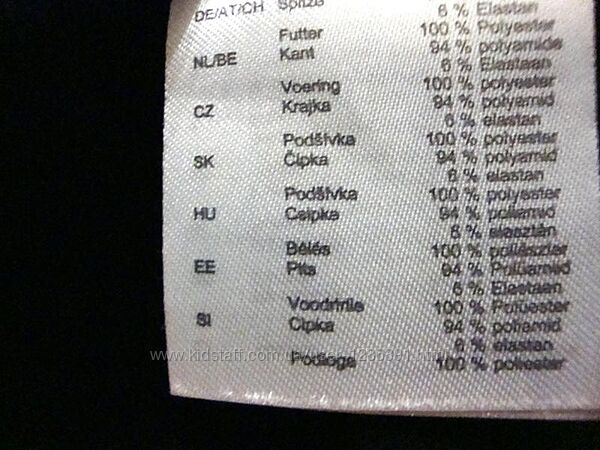 DE/AT/CH Spitze 6 % Elastan
Futter 100 % Polyester
NL/BE Kant 94 % polyamide
6 % Elastaan
Voering 100 % polyester
CZ Krajka 94 % polyamid
6 % elastan
Podšívka 100 % polyester
SK Čipka 94 % polyamid
6 % elastan
Podšívka 100 % polyester
HU Csipka 94 % poliamid
6 % elasztán
Bélés 100 % poliészter
EE Pits 94 % Polüamiid
6 % Elastaan
Voodririie 100 % Polüester
SI Čipka 94 % poliamid
6 % elastan
Podloga 100 % poliester